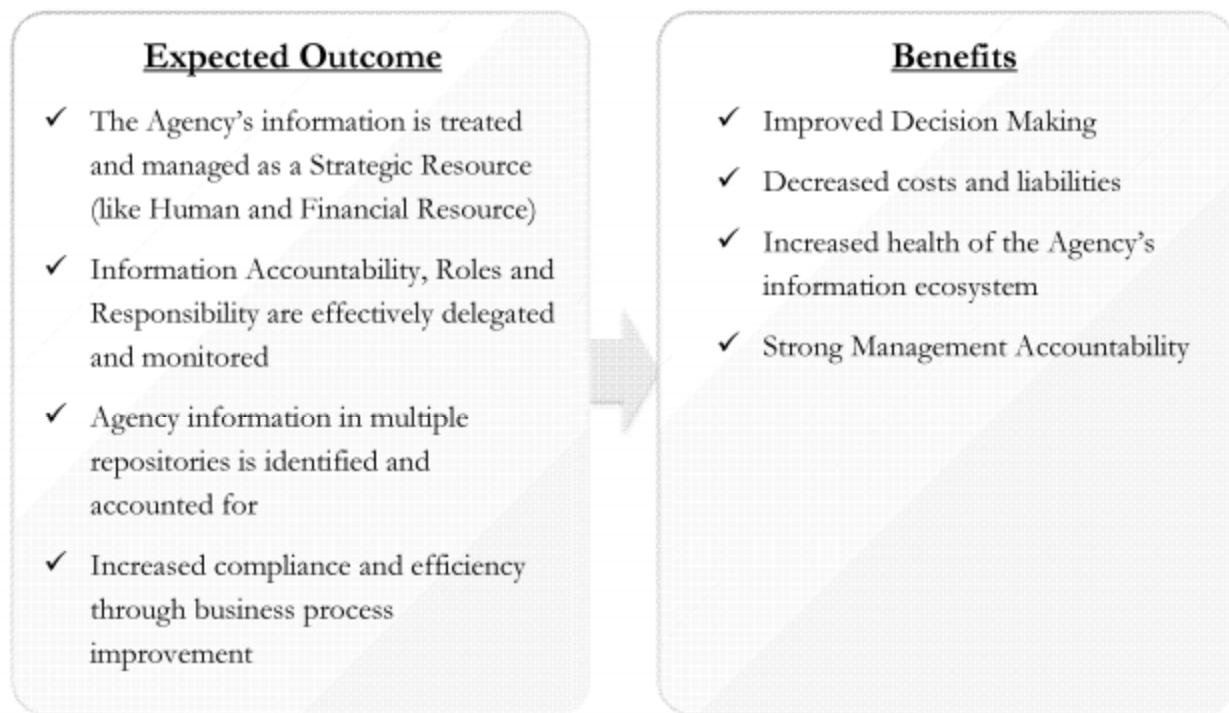 Expected Outcome
✓ The Agency’s information is treated
and managed as a Strategic Resource
(like Human and Financial Resource)
✓ Information Accountability, Roles and
Responsibility are effectively delegated
and monitored
✓ Agency information in multiple
repositories is identified and
accounted for
✓ Increased compliance and efficiency
through business process
improvement
Benefits
✓ Improved Decision Making
✓ Decreased costs and liabilities
✓ Increased health of the Agency’s
information ecosystem
✓ Strong Management Accountability